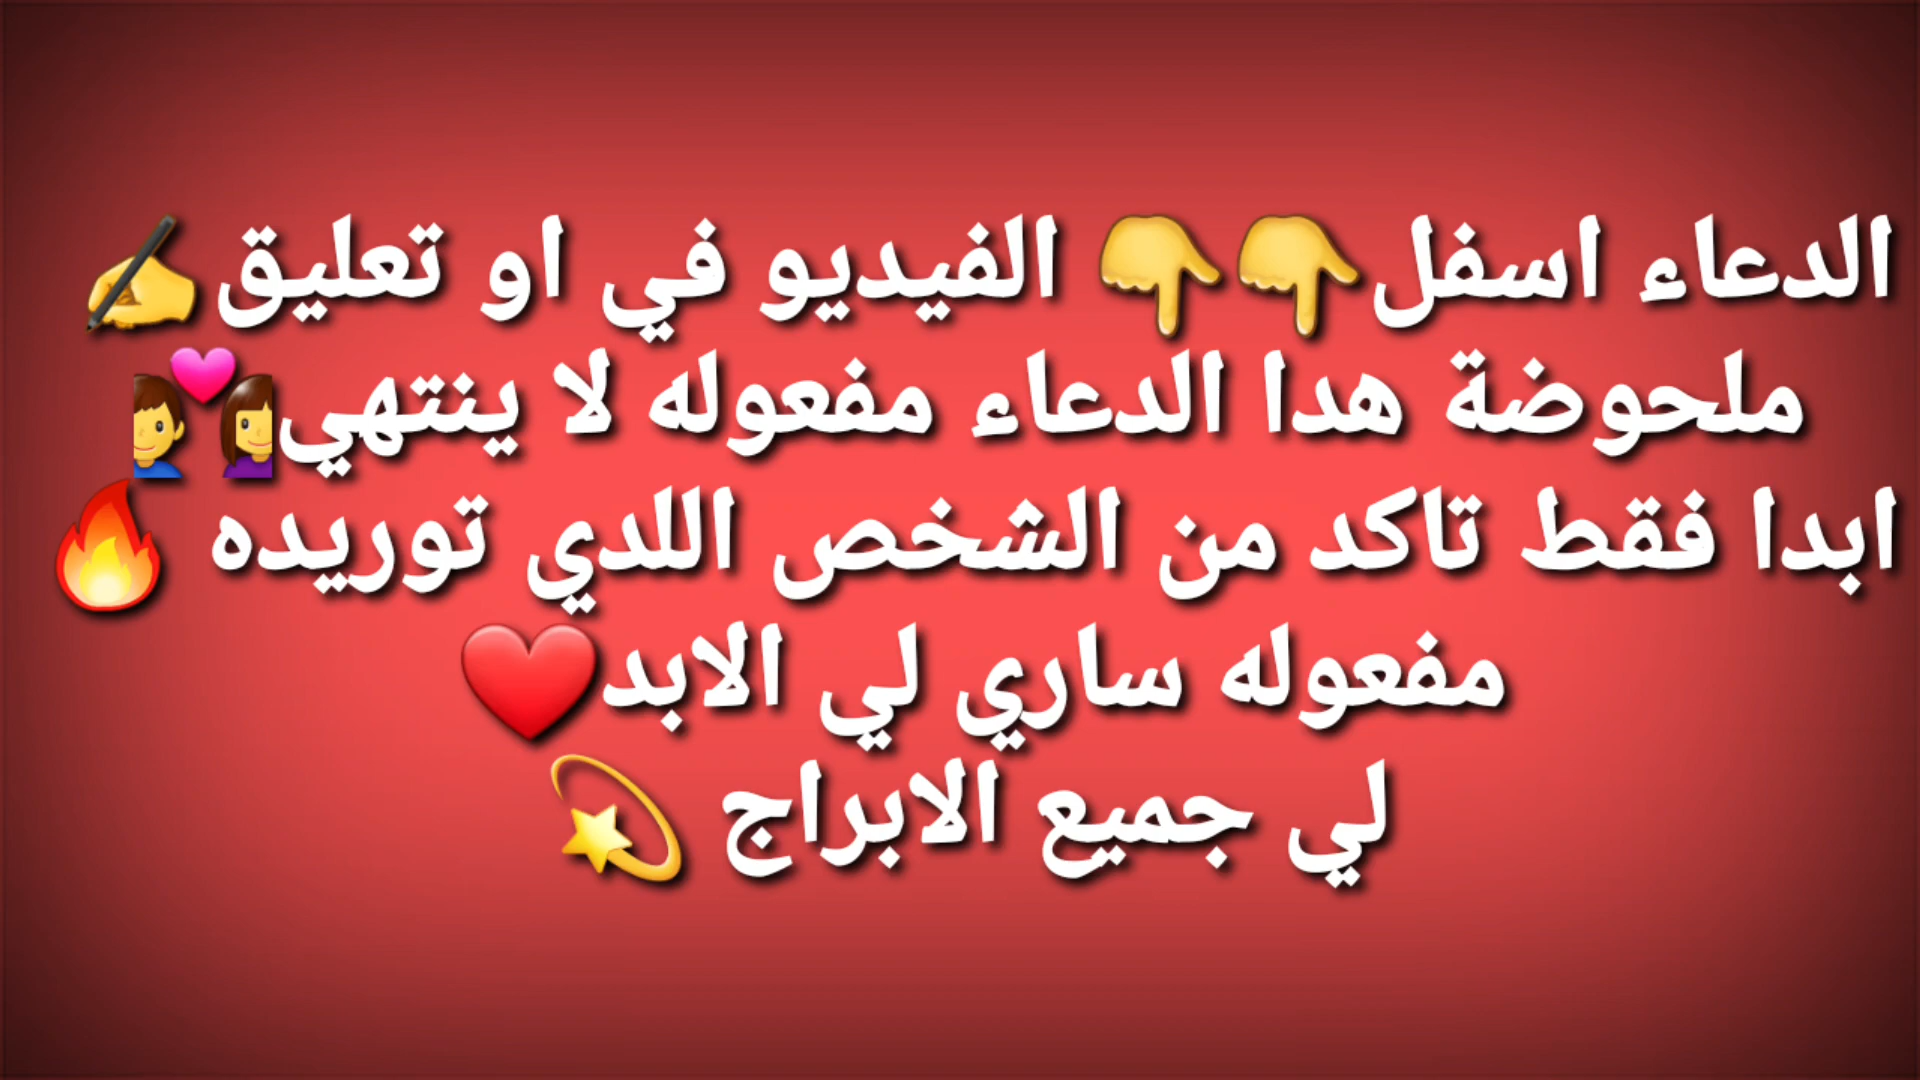 الدعاء اسفل👇👇 الفيديو في او تعليق✍
ملحوضة هدا الدعاء مفعوله لا ينتهي💑
ابدا فقط تاكد من الشخص اللدي توريده 🔥
مفعوله ساري لي الابد❤
لي جميع الابراج 💫